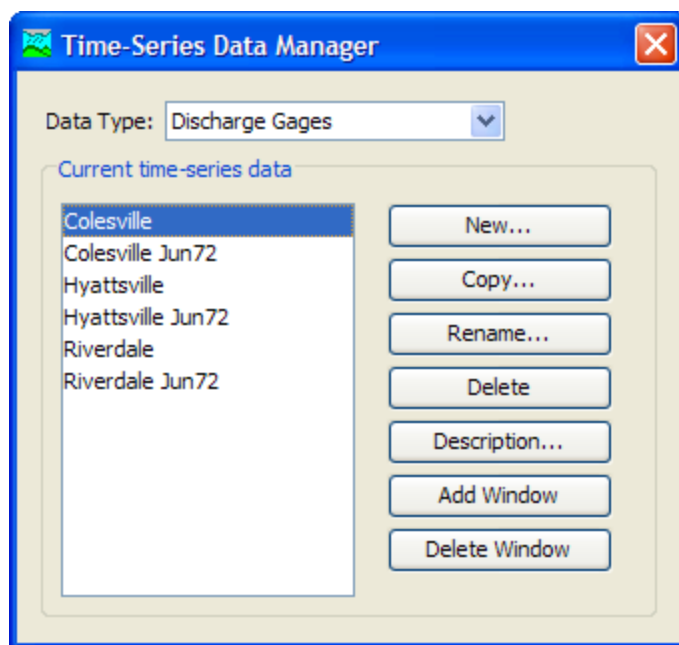 Time-Series Data Manager
Data Type: Discharge Gages
Current time-series data
Colesville
Colesville Jun72
Hyattsville
Hyattsville Jun72
Riverdale
Riverdale Jun72
New...
Copy...
Rename...
Delete
Description...
Add Window
Delete Window